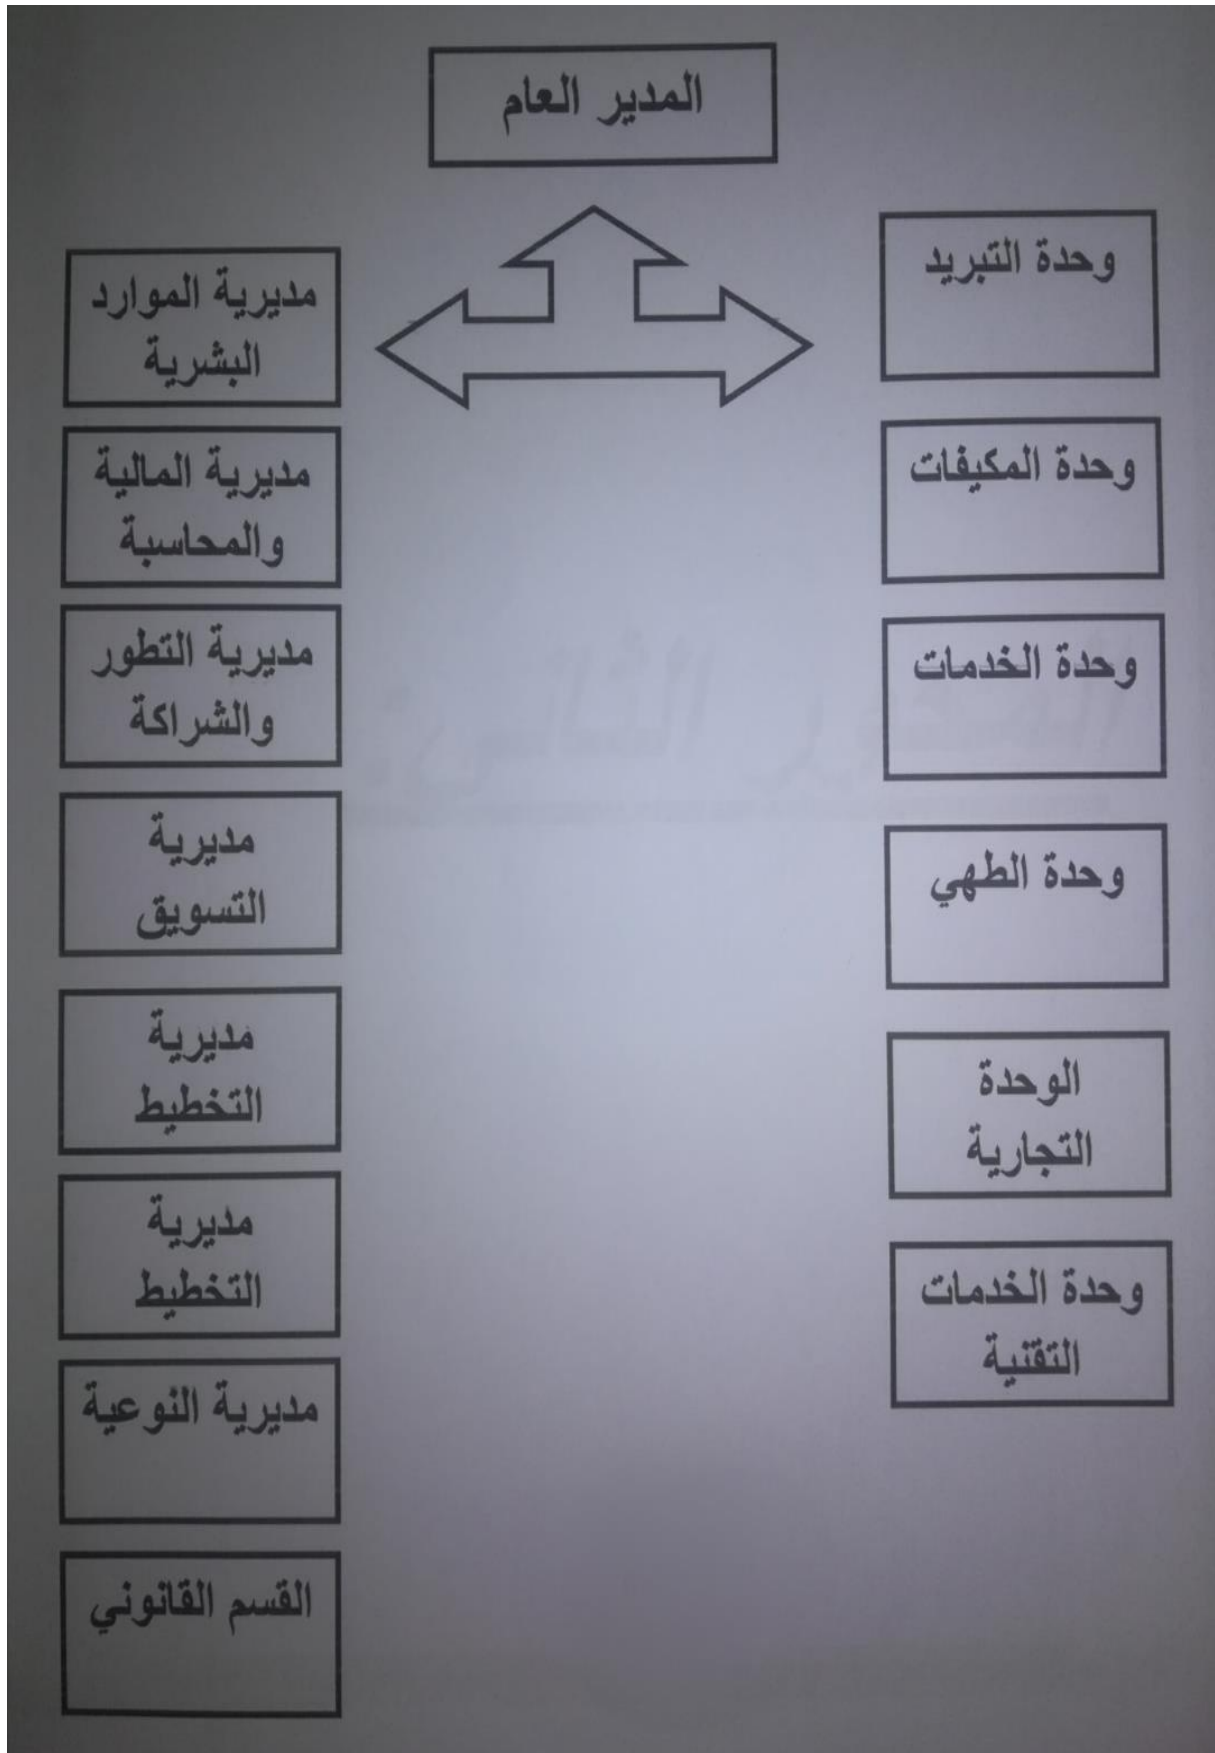 المدير العام
وحدة التبريد
وحدة المكيفات
وحدة الخدمات
وحدة الطهي
الوحدة
التجارية
وحدة الخدمات
التقنية
مديرية الموارد
البشرية
مديرية المالية
والمحاسبة
مديرية التطور
والشراكة
مديرية
التسويق
مديرية
التخطيط
مديرية
التخطيط
مديرية النوعية
القسم القانوني